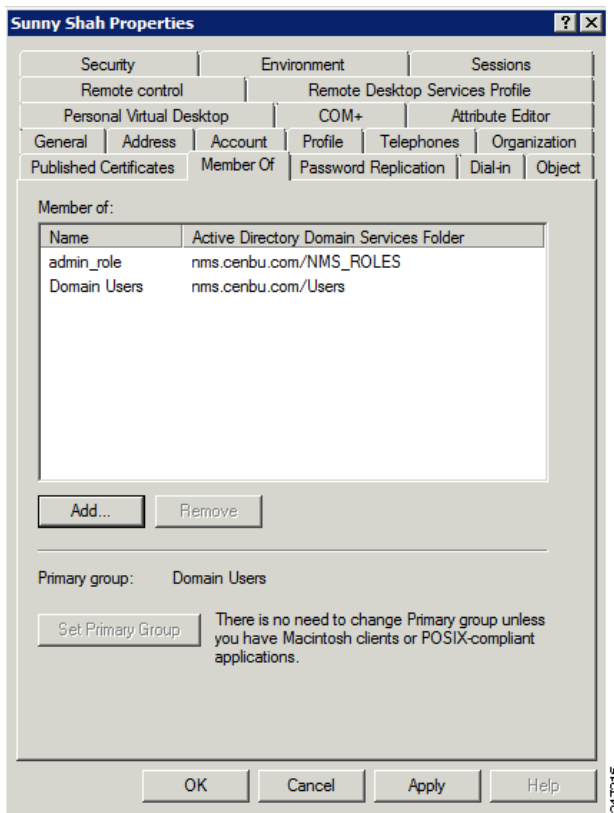 Sunny Shah Properties
Security Environment Sessions
Remote control Remote Desktop Services Profile
Personal Virtual Desktop COM+ Attribute Editor
General Address Account Profile Telephones Organization
Published Certificates Member Of Password Replication Dial-in Object
Member of:
Name Active Directory Domain Services Folder
admin_role nms.cenbu.com/NMS_ROLES
Domain Users nms.cenbu.com/Users
Add... Remove
Primary group: Domain Users
Set Primary Group
There is no need to change Primary group unless
you have Macintosh clients or POSIX-compliant
applications.
OK Cancel Apply Help